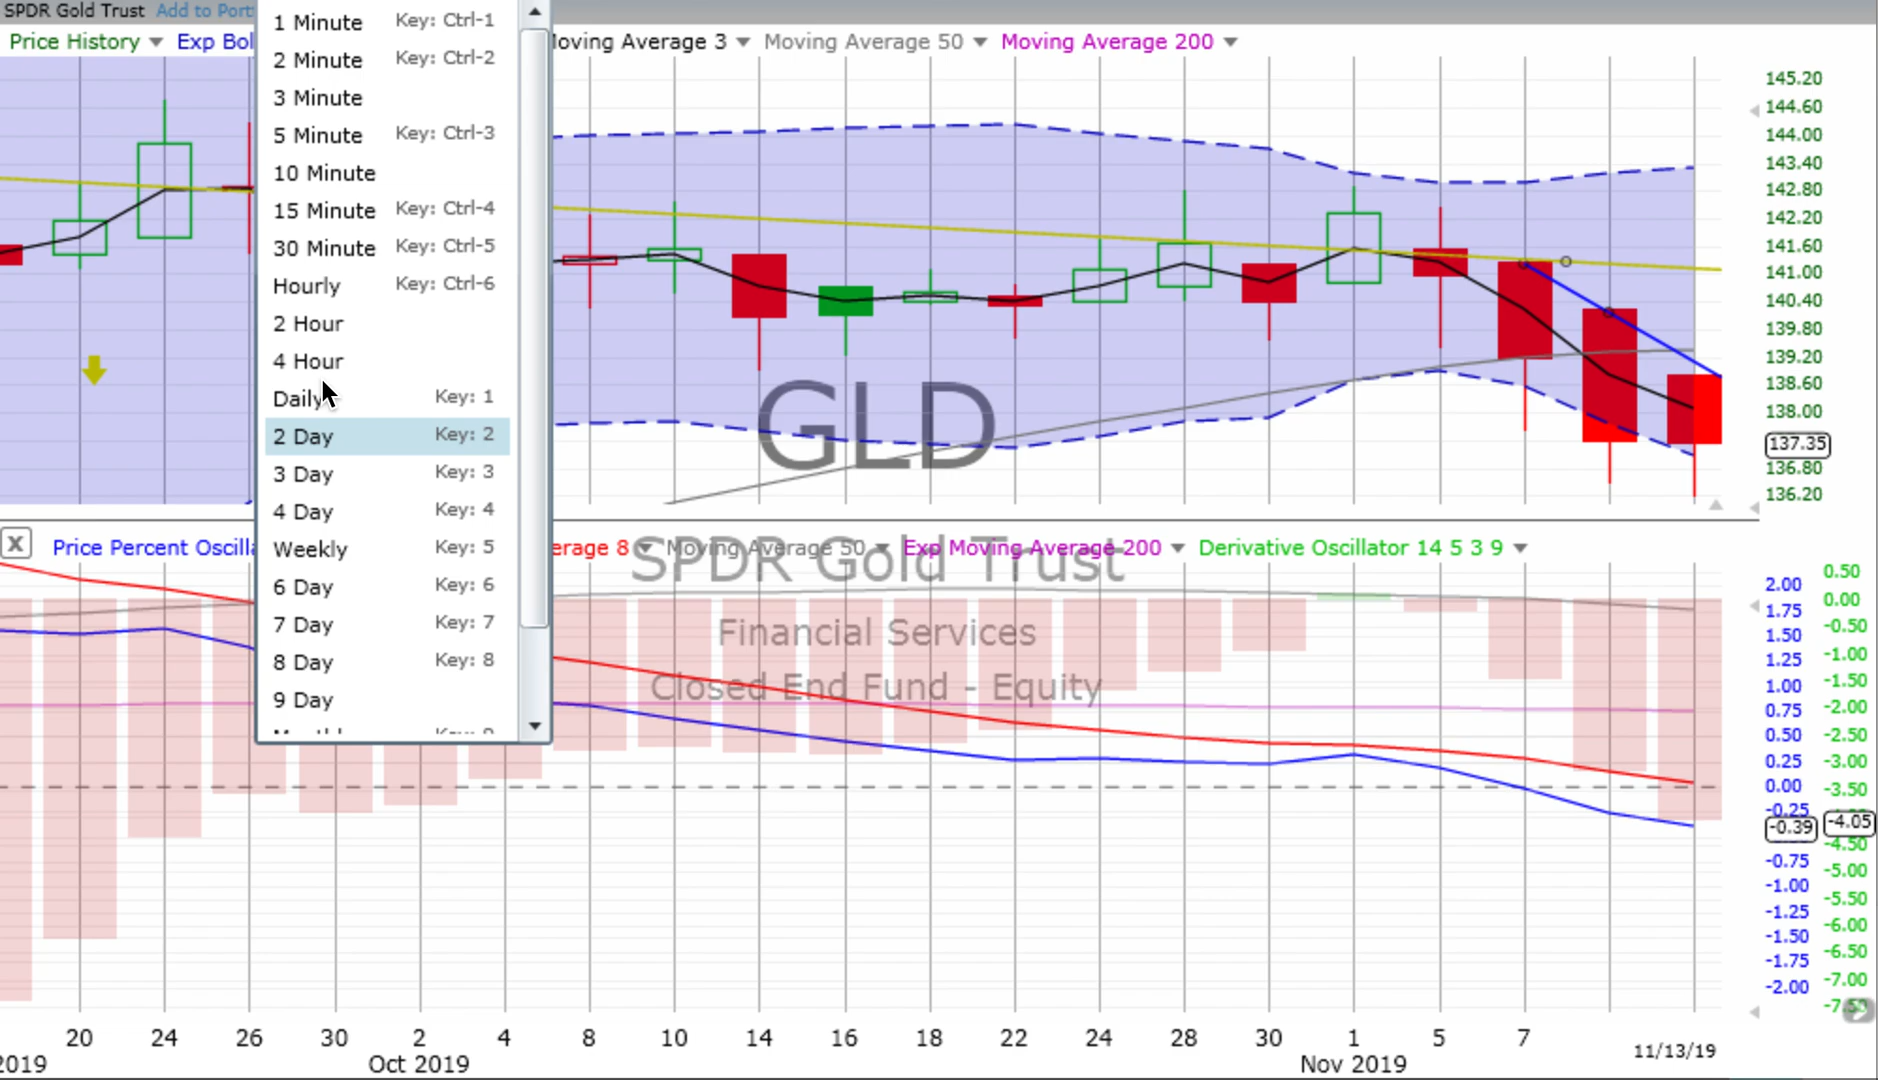 SPDR Gold Trust Add to Port
Price History Exp Bol Moving Average 3 Moving Average 50 Moving Average 200
1 Minute Key: Ctrl-1
2 Minute Key: Ctrl-2
3 Minute
5 Minute Key: Ctrl-3
10 Minute
15 Minute Key: Ctrl-4
30 Minute Key: Ctrl-5
Hourly Key: Ctrl-6
2 Hour
4 Hour
Daily Key: 1
2 Day Key: 2
3 Day Key: 3
4 Day Key: 4
Weekly Key: 5
6 Day Key: 6
7 Day Key: 7
8 Day Key: 8
9 Day
145.20
144.60
144.00
143.40
142.80
142.20
141.60
141.00
140.40
139.80
139.20
138.60
138.00
137.35
136.80
136.20
GLD
X Price Percent Oscilla erage 8 Moving Average 50 Exp Moving Average 200 Derivative Oscillator 14 5 3 9
SPDR Gold Trust
Financial Services
Closed End Fund - Equity
2.00
1.75
1.50
1.25
1.00
0.75
0.50
0.25
0.00
-0.25
-0.39
-0.75
-1.00
-1.25
-1.50
-1.75
-2.00
0.50
0.00
-0.50
-1.00
-1.50
-2.00
-2.50
-3.00
-3.50
-4.05
-4.50
-5.00
-5.50
-6.00
-6.50
-7.00
-7.50
20 24 26 30 2 4 8 10 14 16 18 22 24 28 30 1 5 7 11/13/19
2019 Oct 2019 Nov 2019